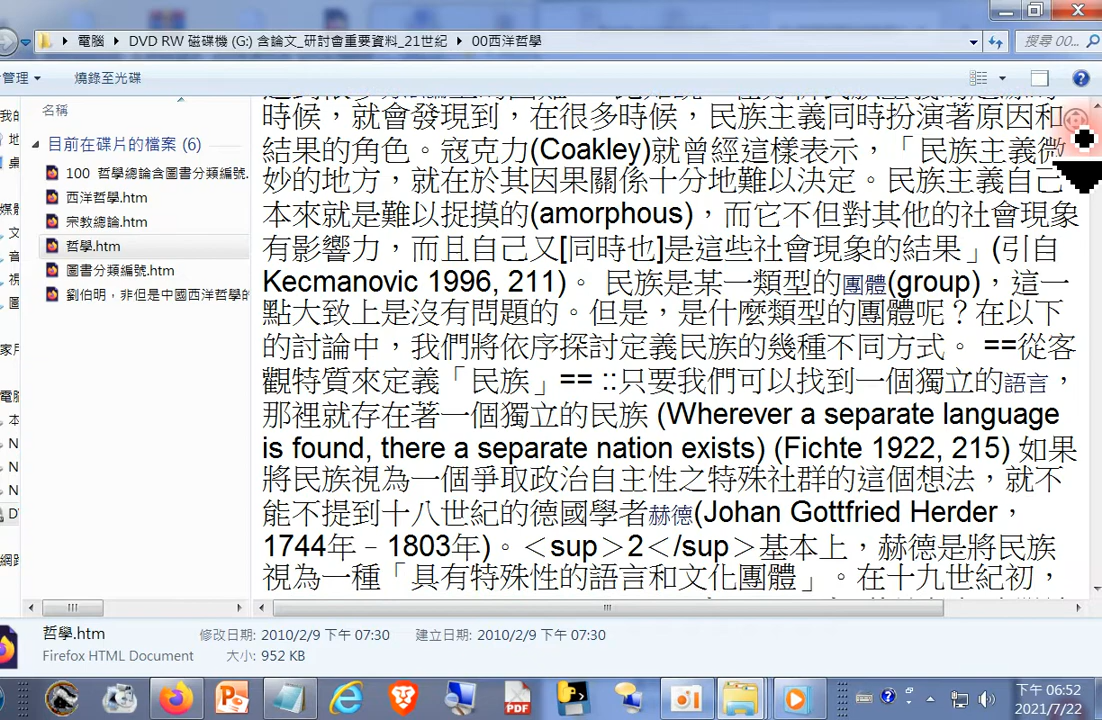 電腦 ▸ DVD RW 磁碟機 (G:) 含論文_研討會重要資料_21世紀 ▸ 00西洋哲學
搜尋 00...
管理
燒錄至光碟
名稱
目前在碟片的檔案 (6)
100 哲學總論含圖書分類編號.
西洋哲學.htm
宗教總論.htm
哲學.htm
圖書分類編號.htm
劉伯明，非但是中國西洋哲學的
時候，就會發現到，在很多時候，民族主義同時扮演著原因和
結果的角色。寇克力(Coakley)就曾經這樣表示，「民族主義微
妙的地方，就在於其因果關係十分地難以決定。民族主義自己
本來就是難以捉摸的(amorphous)，而它不但對其他的社會現象
有影響力，而且自己又[同時也]是這些社會現象的結果」(引自
Kecmanovic 1996, 211)。 民族是某一類型的團體(group)，這一
點大致上是沒有問題的。但是，是什麼類型的團體呢？在以下
的討論中，我們將依序探討定義民族的幾種不同方式。 ==從客
觀特質來定義「民族」== ::只要我們可以找到一個獨立的語言，
那裡就存在著一個獨立的民族 (Wherever a separate language
is found, there a separate nation exists) (Fichte 1922, 215) 如果
將民族視為一個爭取政治自主性之特殊社群的這個想法，就不
能不提到十八世紀的德國學者赫德(Johan Gottfried Herder，
1744年﹣1803年)。＜sup＞2＜/sup＞基本上，赫德是將民族
視為一種「具有特殊性的語言和文化團體」。在十九世紀初，
哲學.htm
修改日期: 2010/2/9 下午 07:30
建立日期: 2010/2/9 下午 07:30
Firefox HTML Document
大小: 952 KB
PDF
下午 06:52
2021/7/22